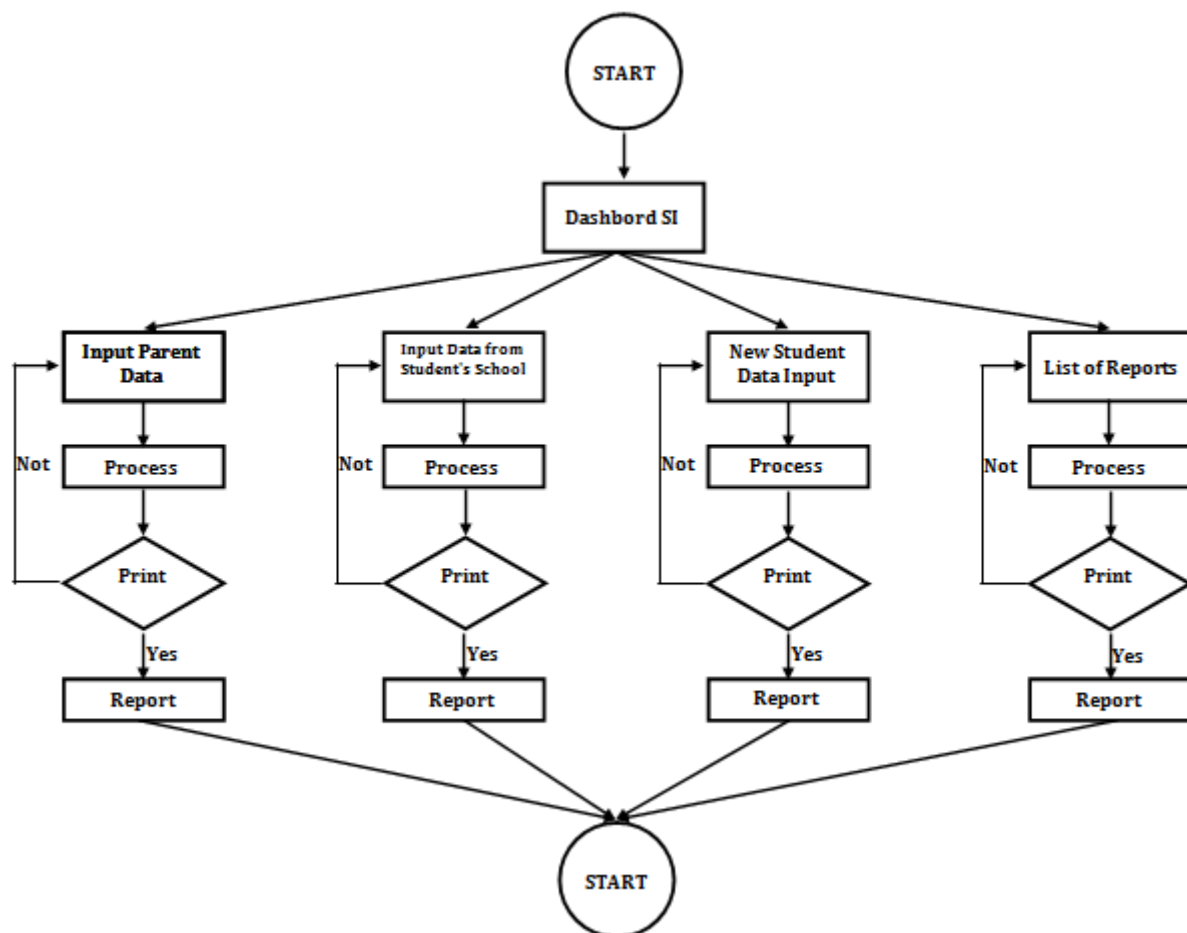 START
Dashbord SI
Input Parent
Data
Input Data from
Student's School
New Student
Data Input
List of Reports
Not
Process
Not
Process
Not
Process
Not
Process
Print
Print
Print
Print
Yes
Yes
Yes
Yes
Report
Report
Report
Report
START